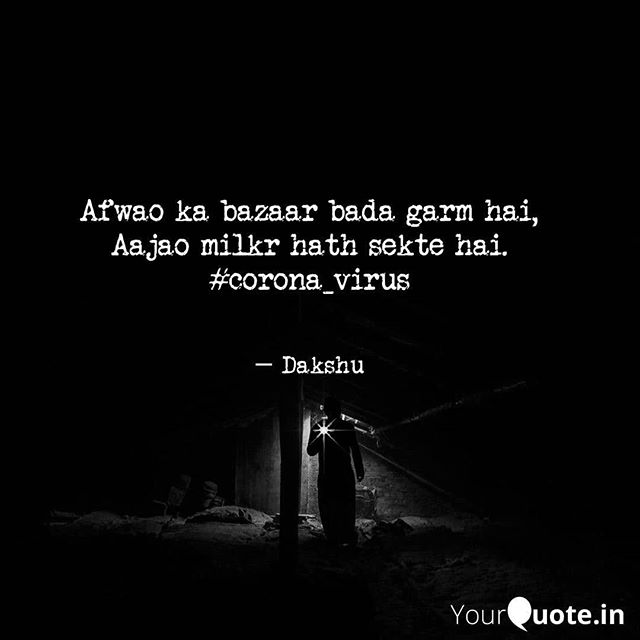 Afwao ka bazaar bada garm hai,
Aajao milkr hath sekte hai.
#corona_virus
— Dakshu
YourQuote.in